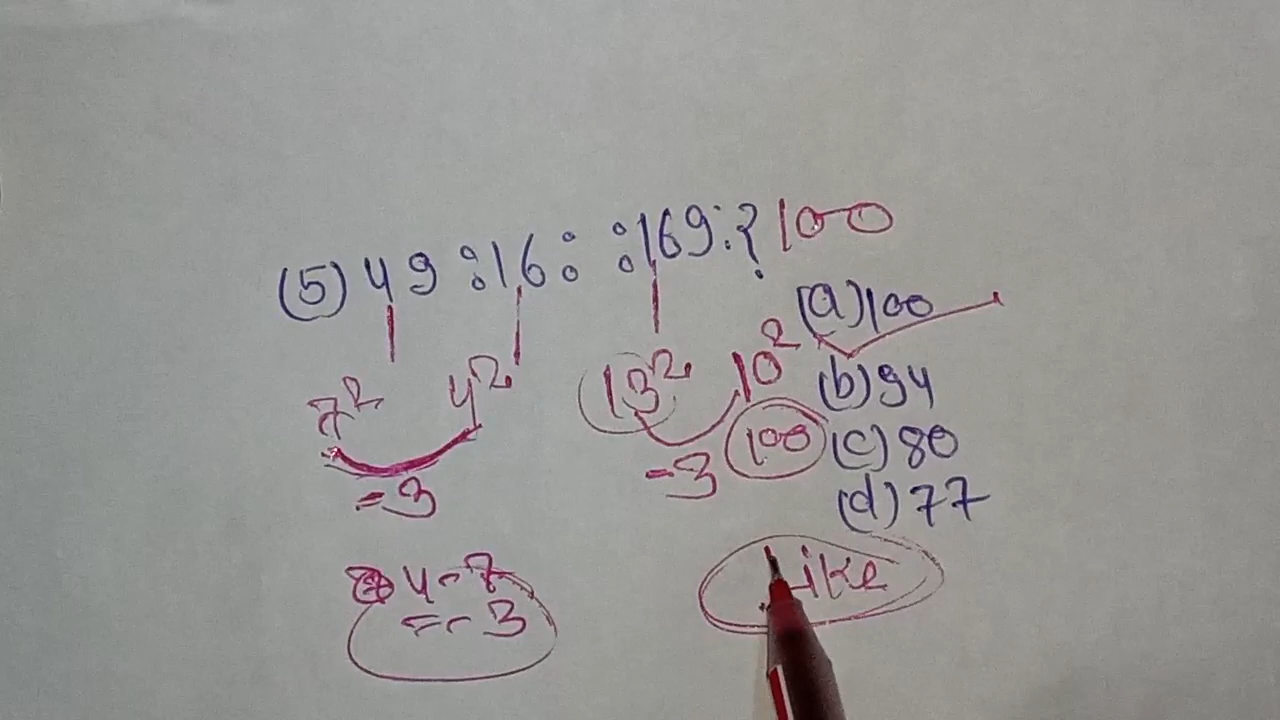 (5) 49 : 16 : : 169 : ? 100
(a) 100
7² 4² 13² 10²
(b) 94
= 3 -3 100 (c) 80
(d) 77
4 - 7
= - 3
Like